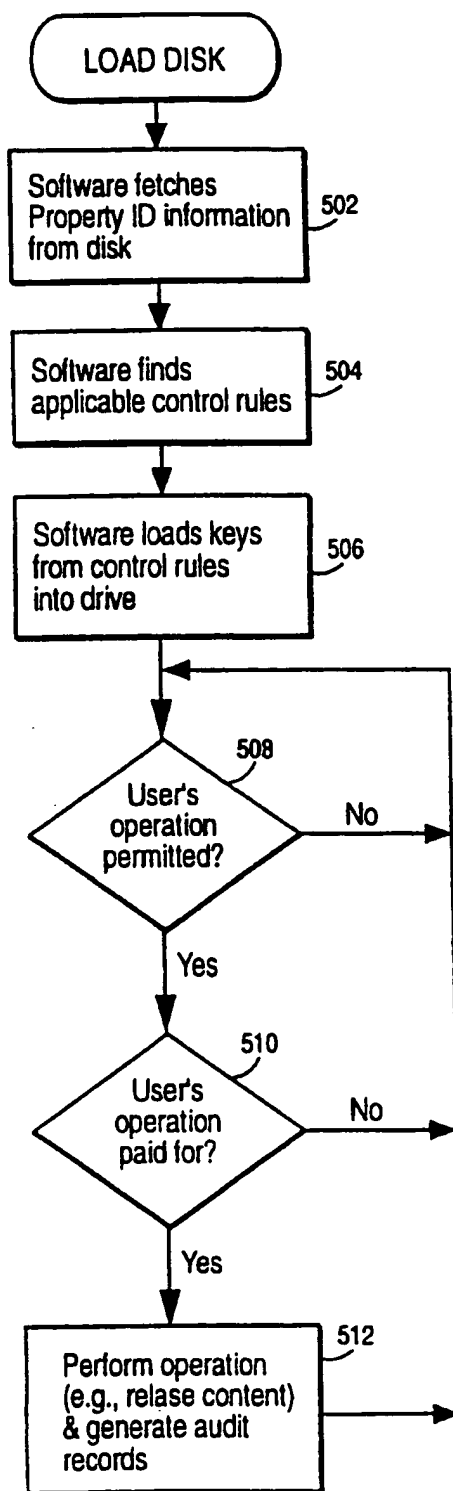 LOAD DISK
Software fetches
Property ID information
from disk
502
Software finds
applicable control rules
504
Software loads keys
from control rules
into drive
506
508
User's
operation
permitted?
No
Yes
510
User's
operation
paid for?
No
Yes
512
Perform operation
(e.g., relase content)
& generate audit
records